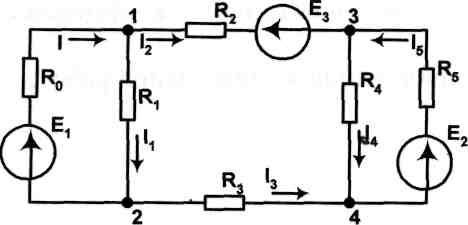 1 R₂ E₃ 3
I I₂ I₅
R₀ R₁ R₄ R₅
E₁ I₁ I₄ E₂
R₃ I₃
2 4